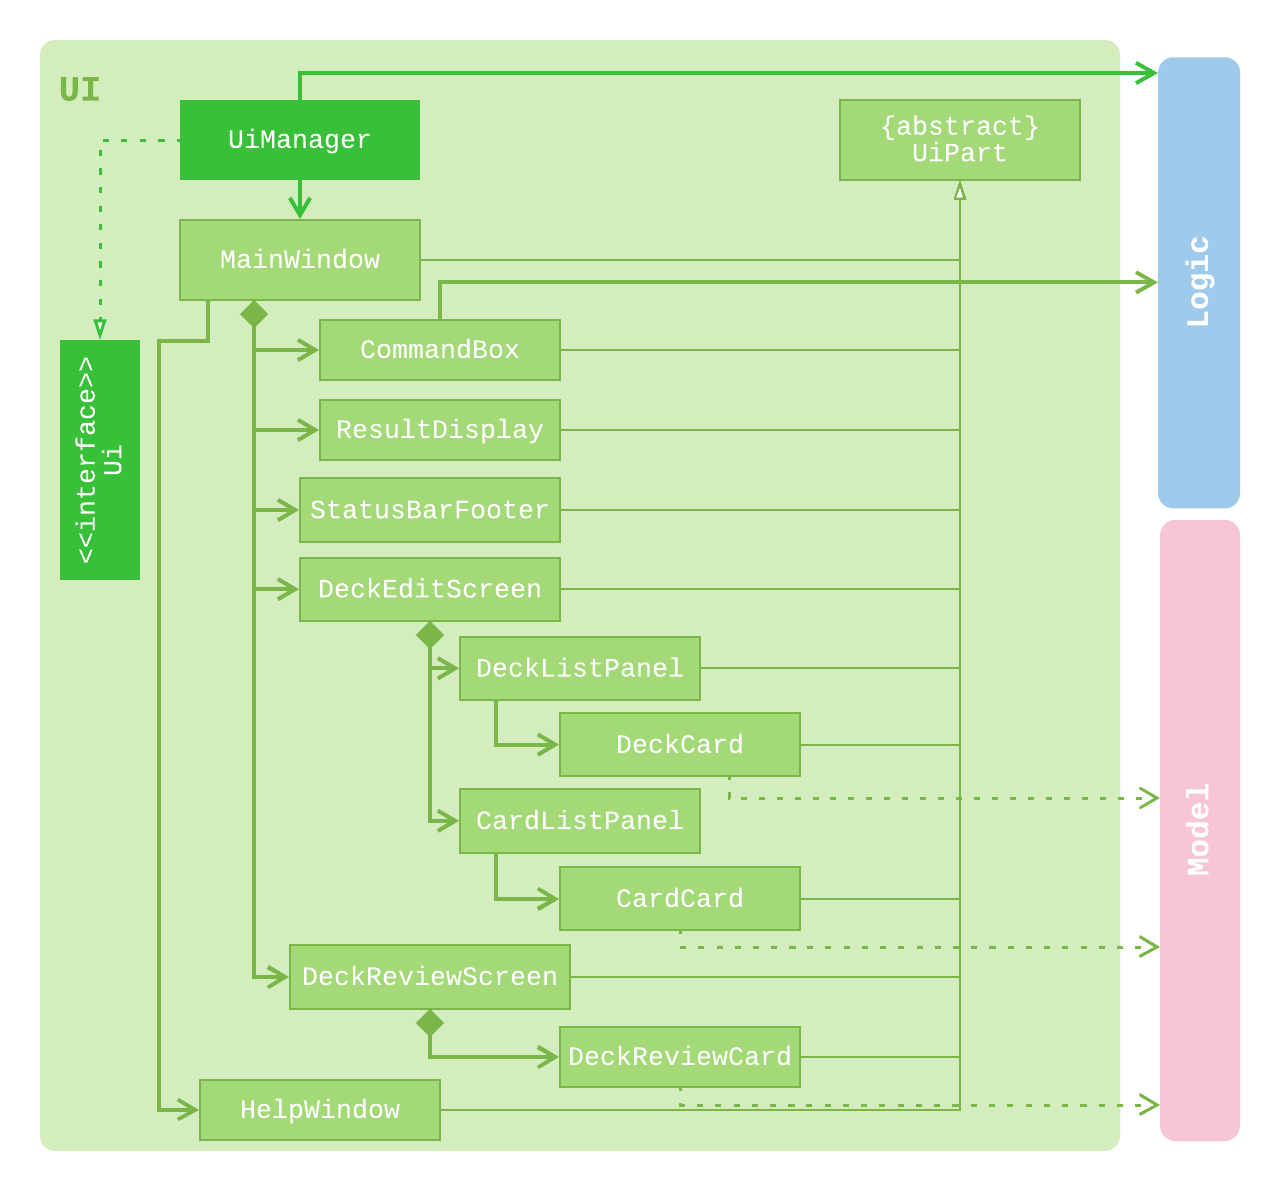 UI
UiManager
{abstract}
UiPart
MainWindow
<<interface>>
Ui
CommandBox
ResultDisplay
StatusBarFooter
DeckEditScreen
DeckListPanel
DeckCard
CardListPanel
CardCard
DeckReviewScreen
DeckReviewCard
HelpWindow
Logic
Model